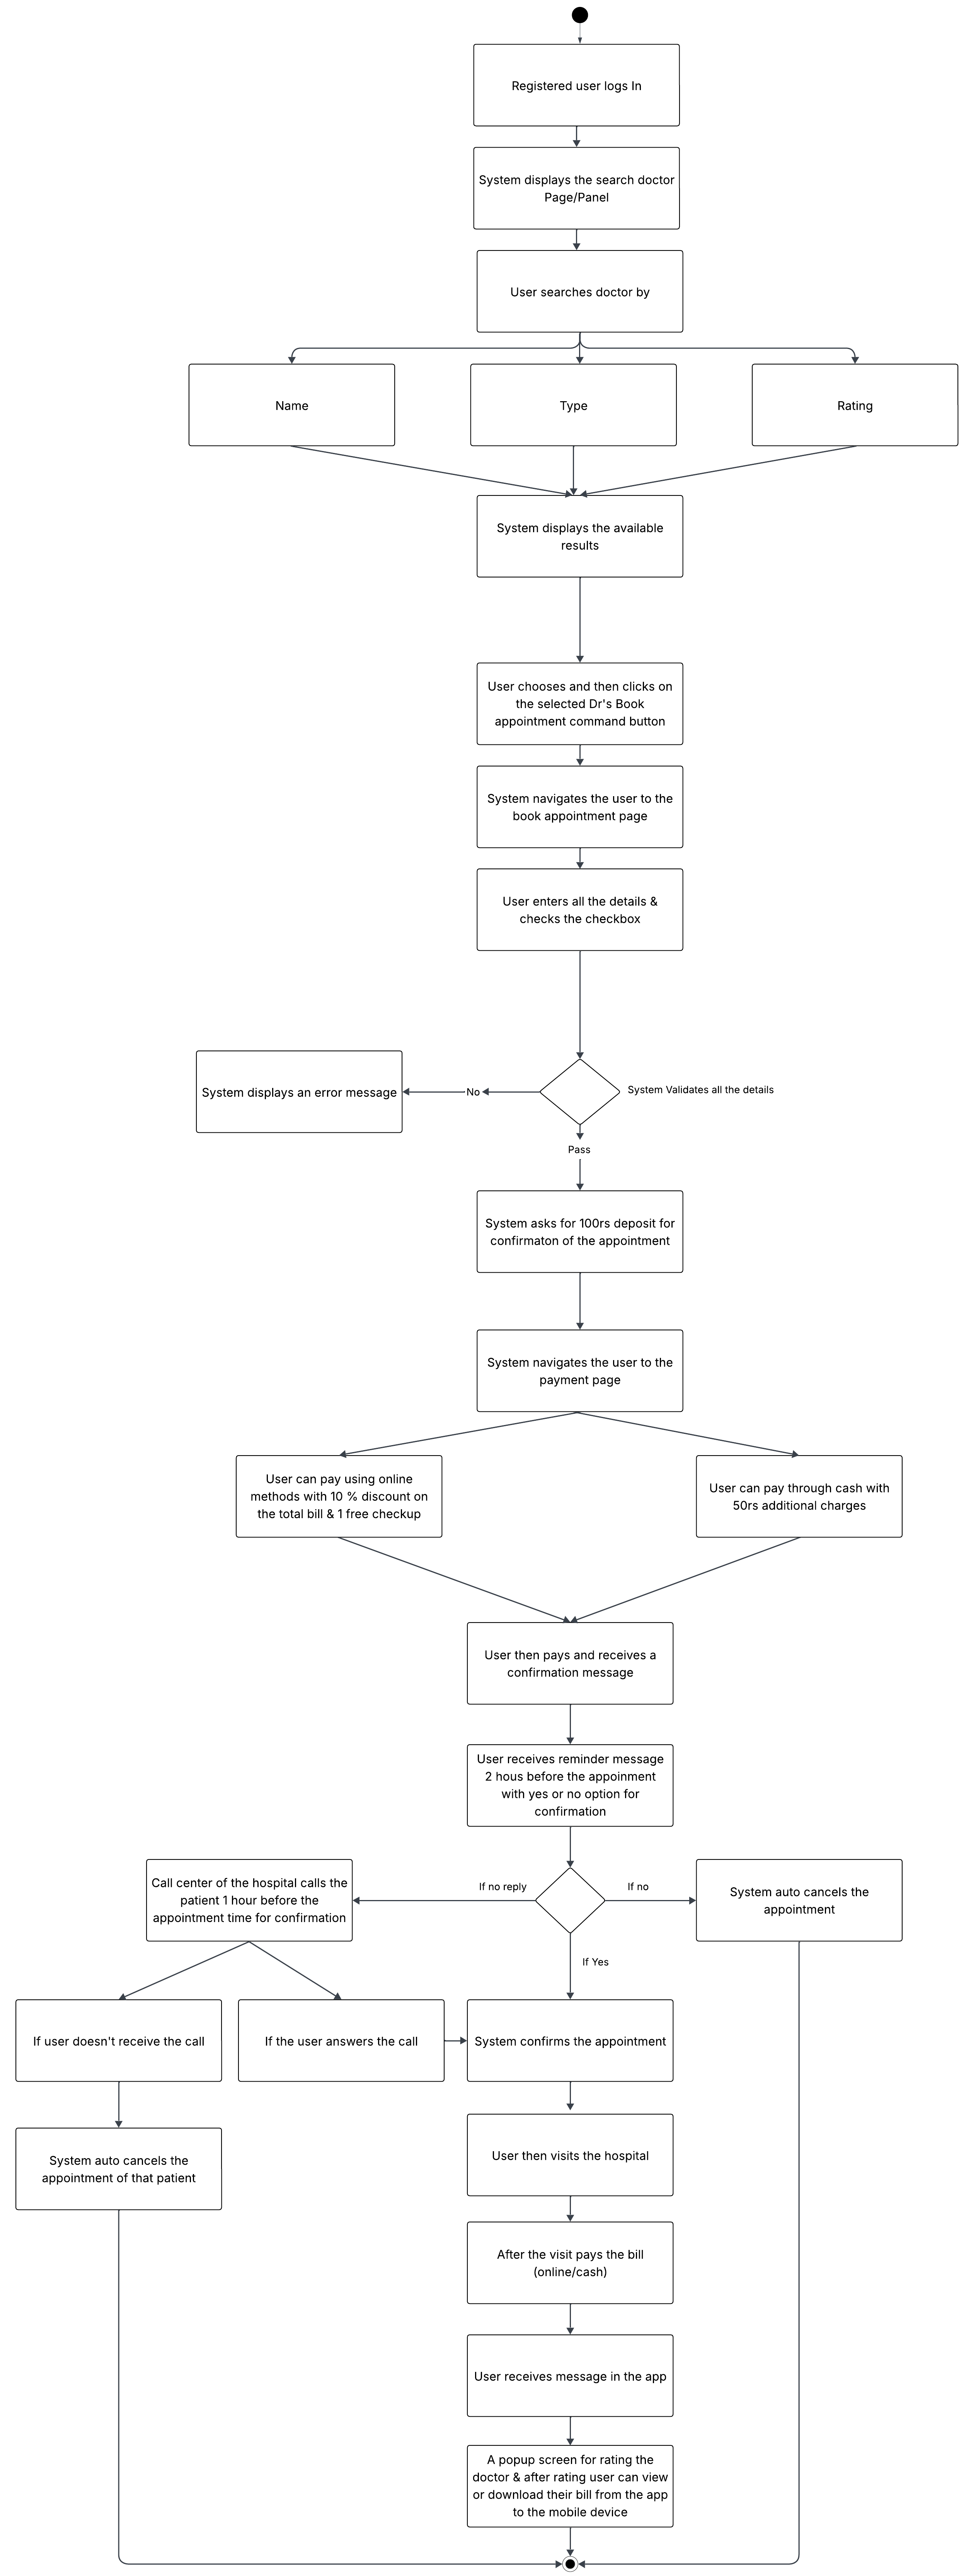 Registered user logs In
System displays the search doctor
Page/Panel
User searches doctor by
Name
Type
Rating
System displays the available
results
User chooses and then clicks on
the selected Dr's Book
appointment command button
System navigates the user to the
book appointment page
User enters all the details &
checks the checkbox
System displays an error message
No
System Validates all the details
Pass
System asks for 100rs deposit for
confirmaton of the appointment
System navigates the user to the
payment page
User can pay using online
methods with 10 % discount on
the total bill & 1 free checkup
User can pay through cash with
50rs additional charges
User then pays and receives a
confirmation message
User receives reminder message
2 hous before the appoinment
with yes or no option for
confirmation
Call center of the hospital calls the
patient 1 hour before the
appointment time for confirmation
If no reply
If no
System auto cancels the
appointment
If Yes
If user doesn't receive the call
If the user answers the call
System confirms the appointment
System auto cancels the
appointment of that patient
User then visits the hospital
After the visit pays the bill
(online/cash)
User receives message in the app
A popup screen for rating the
doctor & after rating user can view
or download their bill from the app
to the mobile device